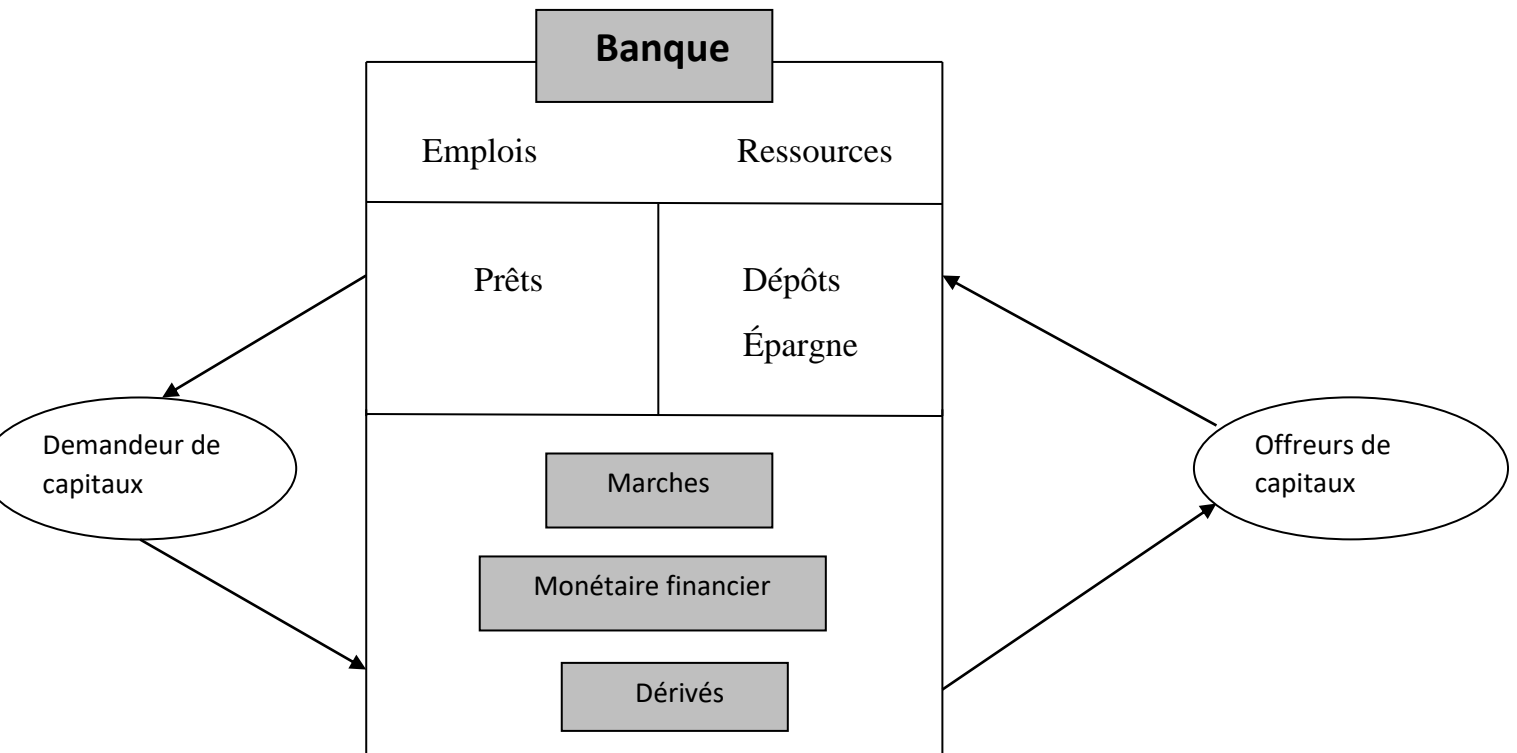 Banque
Emplois Ressources
Prêts Dépôts
Épargne
Demandeur de
capitaux
Offreurs de
capitaux
Marches
Monétaire financier
Dérivés